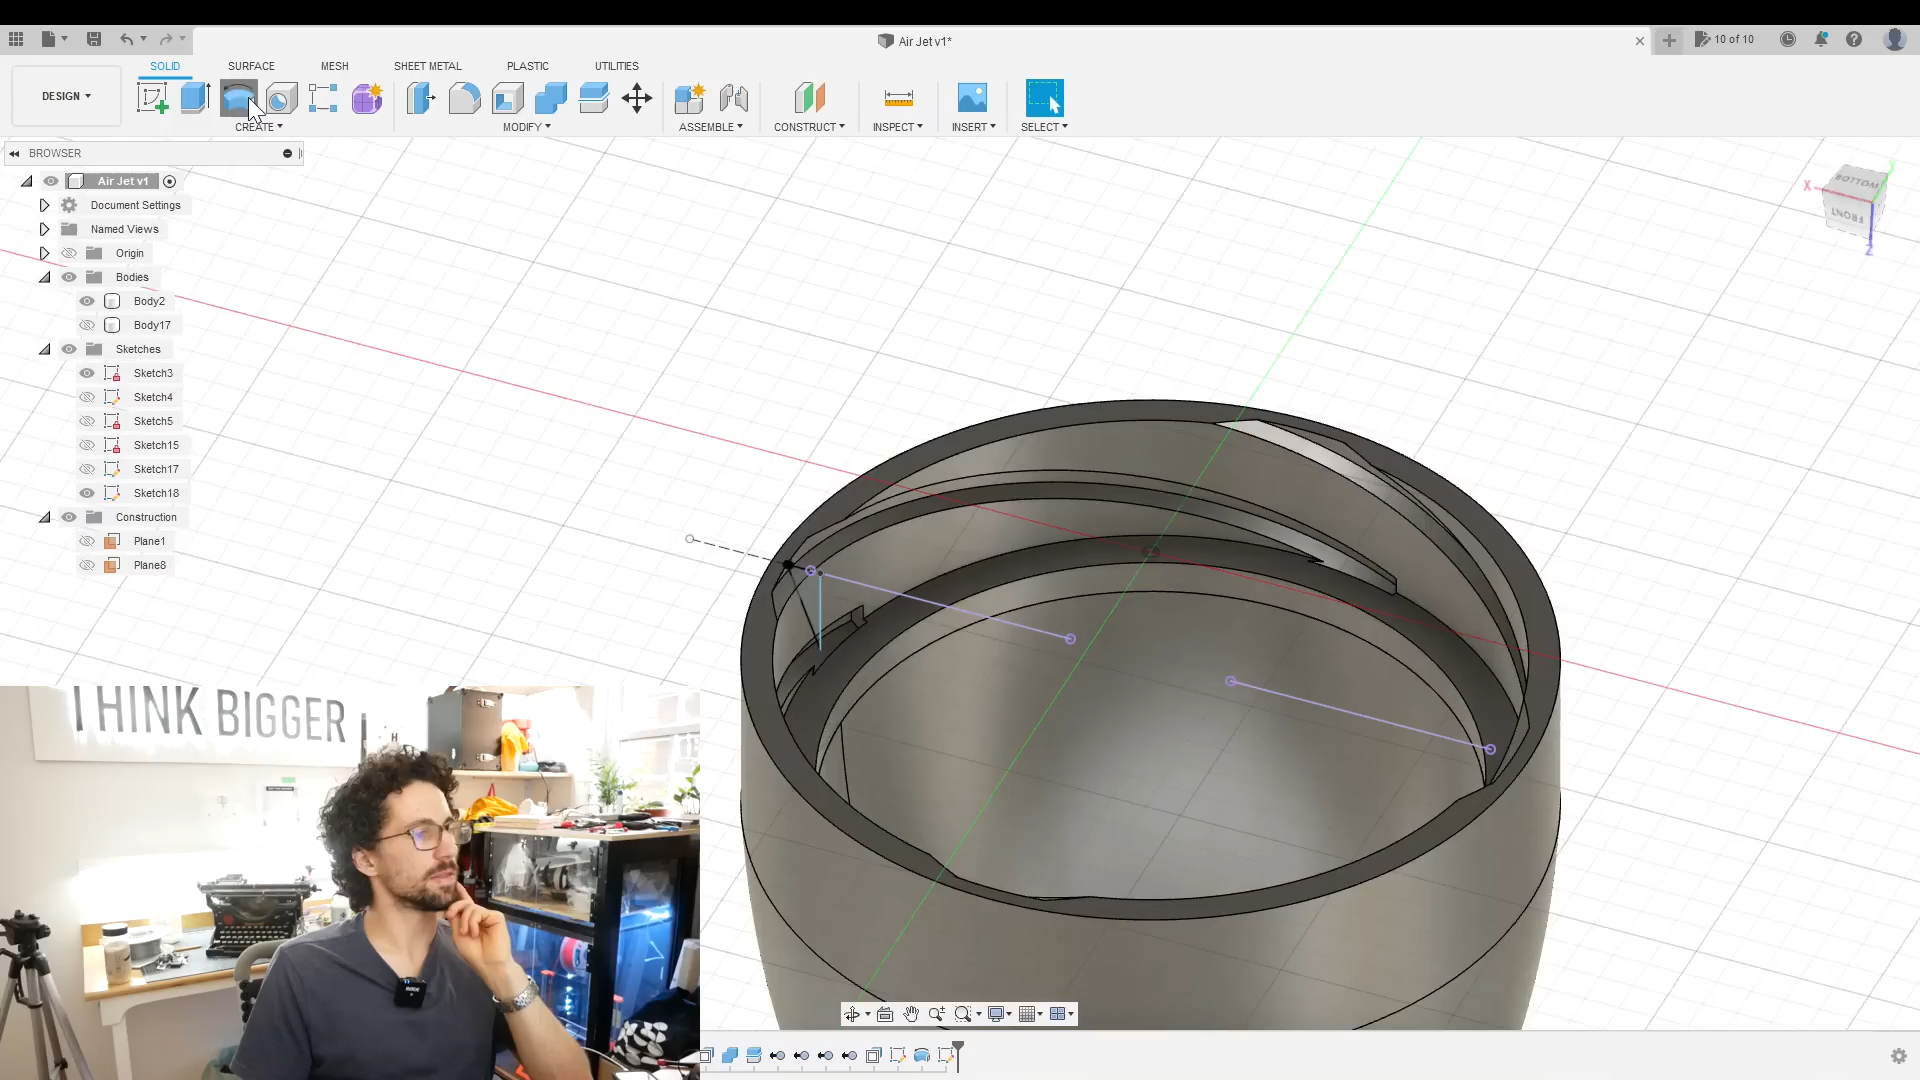 Air Jet v1*
10 of 10
SOLID
SURFACE
MESH
SHEET METAL
PLASTIC
UTILITIES
DESIGN
CREATE
MODIFY
ASSEMBLE
CONSTRUCT
INSPECT
INSERT
SELECT
BROWSER
Air Jet v1
Document Settings
Named Views
Origin
Bodies
Body2
Body17
Sketches
Sketch3
Sketch4
Sketch5
Sketch15
Sketch17
Sketch18
Construction
Plane1
Plane8
BOTTOM
FRONT
X
Y
Z
THINK BIGGER
RØDE